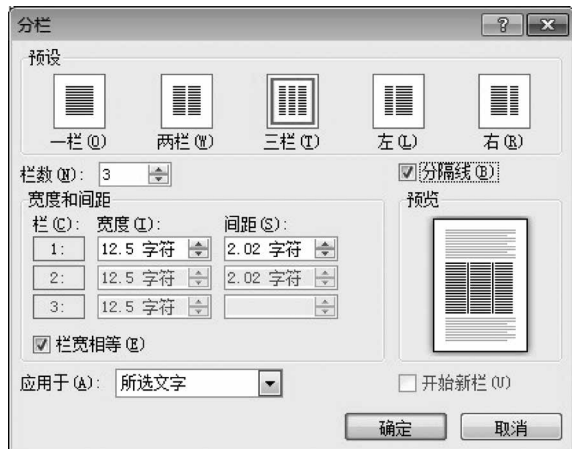 分栏
预设
一栏(O) 两栏(W) 三栏(T) 左(L) 右(R)
栏数(N): 3 分隔线(B)
宽度和间距 预览
栏(C): 宽度(I): 间距(S):
1: 12.5 字符 2.02 字符
2: 12.5 字符 2.02 字符
3: 12.5 字符
栏宽相等(E)
应用于(A): 所选文字 开始新栏(U)
确定 取消